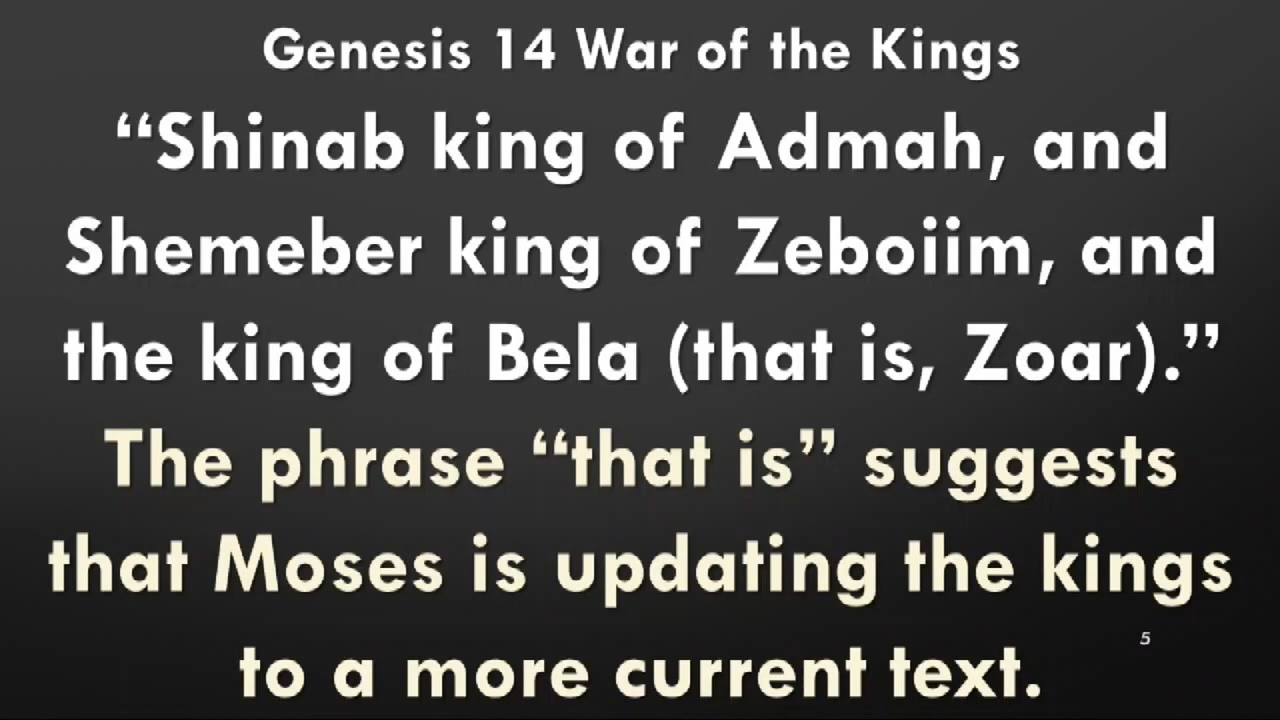 Genesis 14 War of the Kings
“Shinab king of Admah, and
Shemeber king of Zeboiim, and
the king of Bela (that is, Zoar).”
The phrase “that is” suggests
that Moses is updating the kings
to a more current text.
5